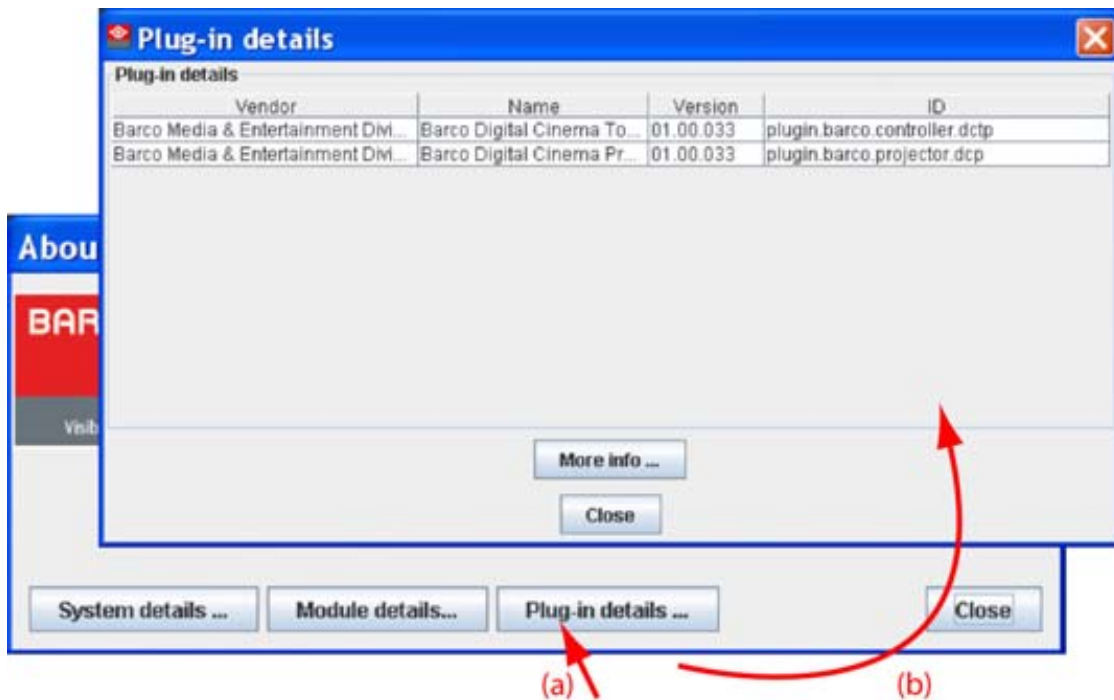 Plug-in details
Plug-in details
Vendor Name Version ID
Barco Media & Entertainment Divi... Barco Digital Cinema To... 01.00.033 plugin.barco.controller.dctp
Barco Media & Entertainment Divi... Barco Digital Cinema Pr... 01.00.033 plugin.barco.projector.dcp
Abou
BAR
Visib
More info ...
Close
System details ... Module details... Plug-in details ... Close
(a) (b)